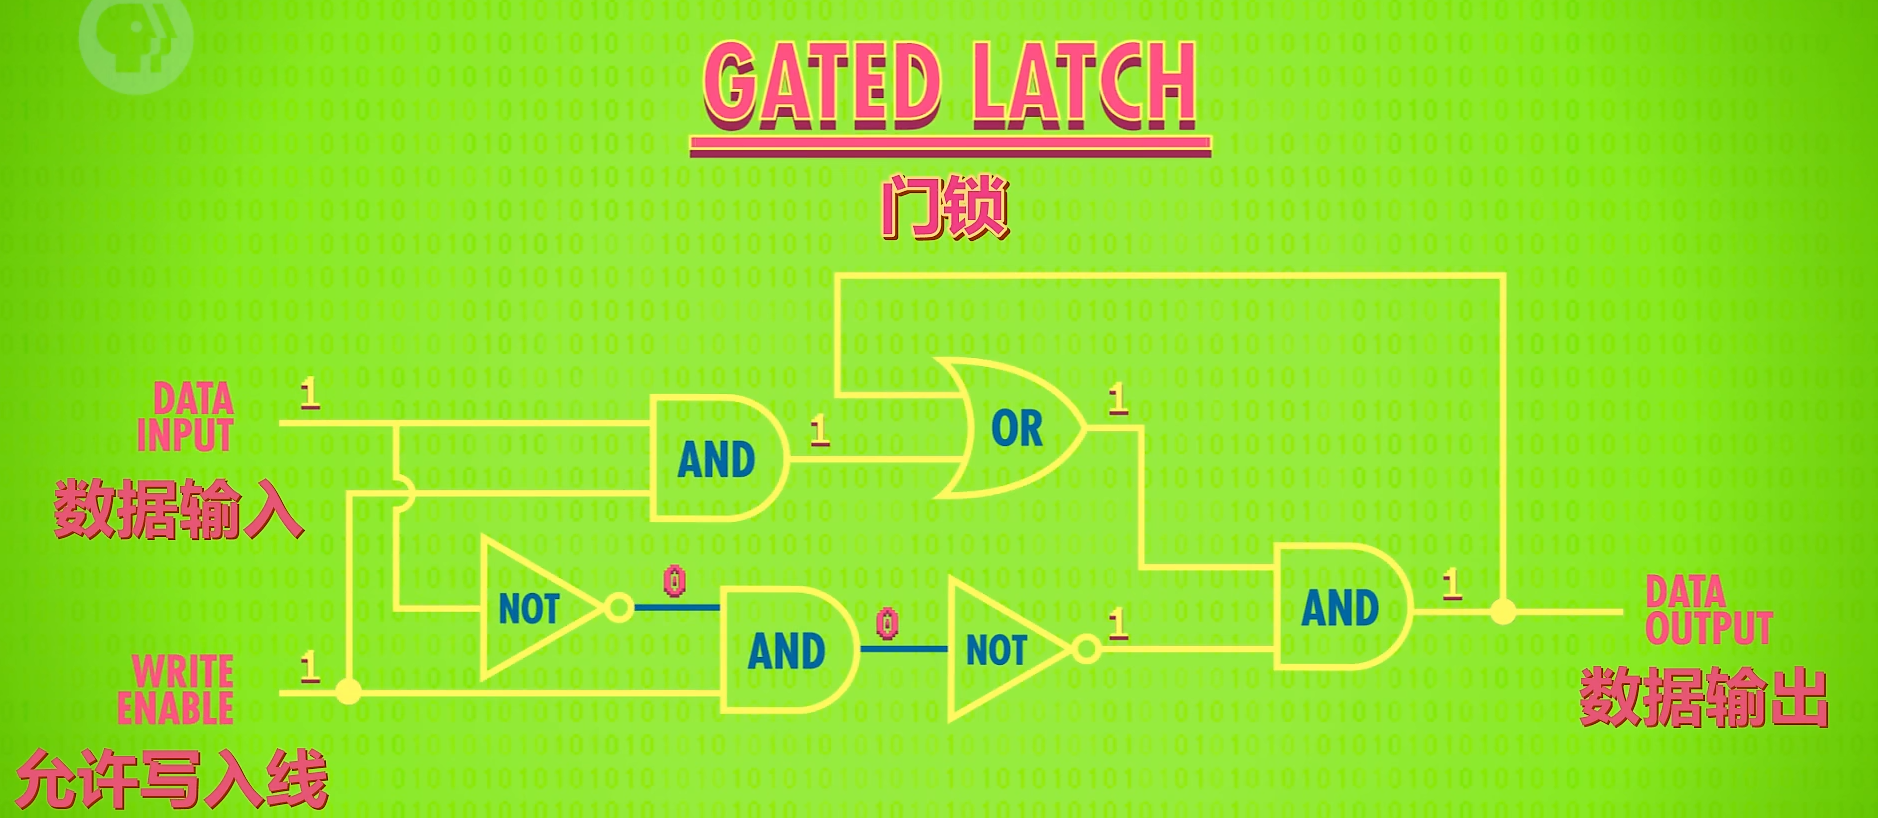 GATED LATCH
门锁
DATA
INPUT
1
数据输入
WRITE
ENABLE
1
允许写入线
AND
1
OR
1
NOT
0
AND
0
NOT
1
AND
1
DATA
OUTPUT
数据输出